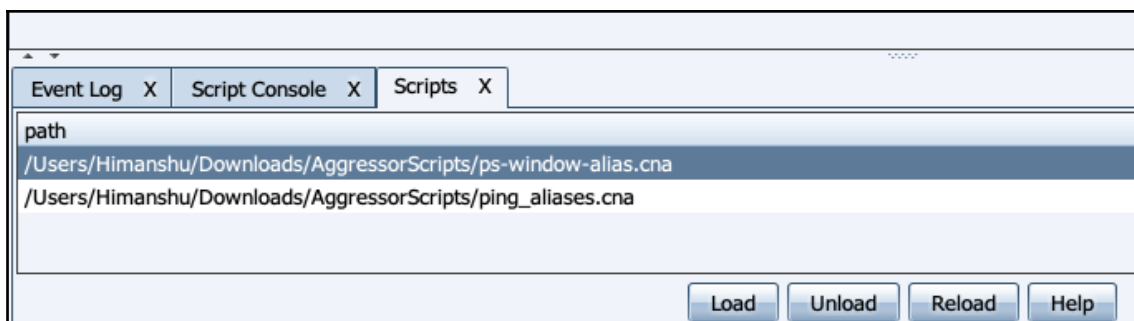 Event Log X Script Console X Scripts X
path
/Users/Himanshu/Downloads/AggressorScripts/ps-window-alias.cna
/Users/Himanshu/Downloads/AggressorScripts/ping_aliases.cna
Load Unload Reload Help